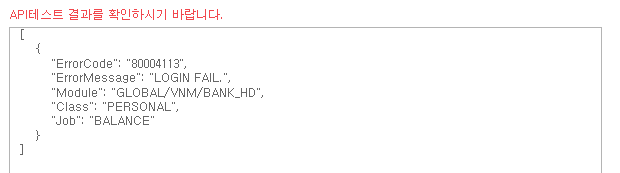 API테스트 결과를 확인하시기 바랍니다.
[
{
"ErrorCode": "80004113",
"ErrorMessage": "LOGIN FAIL.",
"Module": "GLOBAL/VNM/BANK_HD",
"Class": "PERSONAL",
"Job": "BALANCE"
}
]